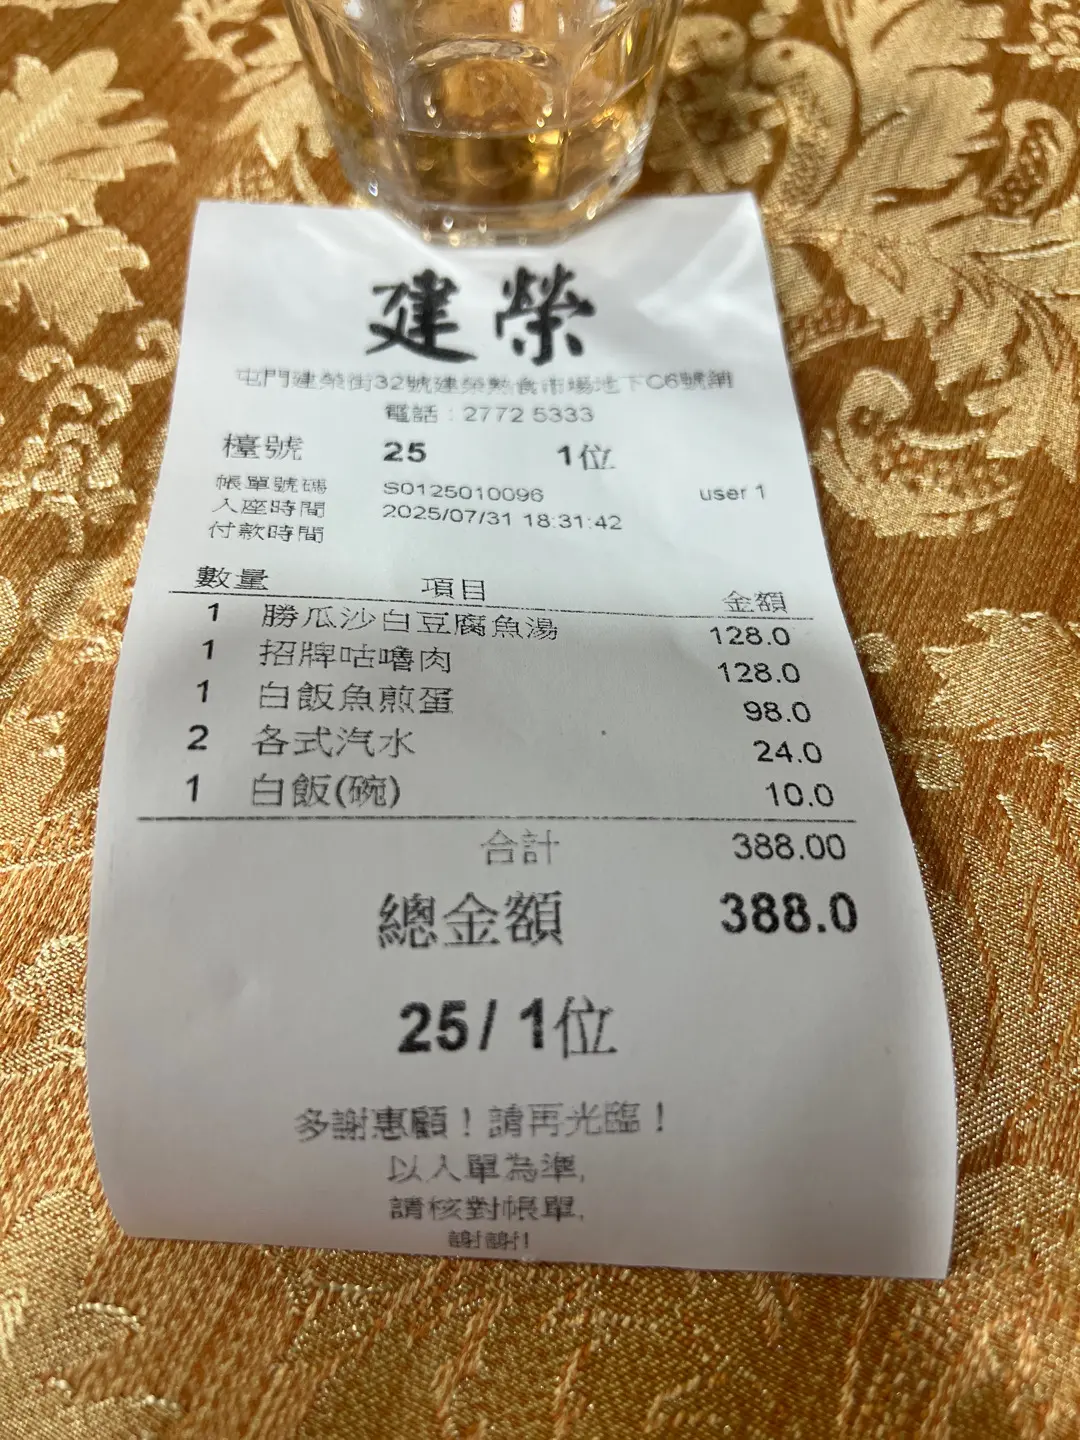 建榮
屯門建榮街32號建榮熟食市場地下C6號舖
電話：2772 5333
檯號 25 1位
帳單號碼 S0125010096 user 1
入座時間 2025/07/31 18:31:42
付款時間
數量 項目 金額
1 勝瓜沙白豆腐魚湯 128.0
1 招牌咕嚕肉 128.0
1 白飯魚煎蛋 98.0
2 各式汽水 24.0
1 白飯(碗) 10.0
合計 388.00
總金額 388.0
25/ 1位
多謝惠顧！請再光臨！
以入單為準,
請核對帳單,
謝謝!